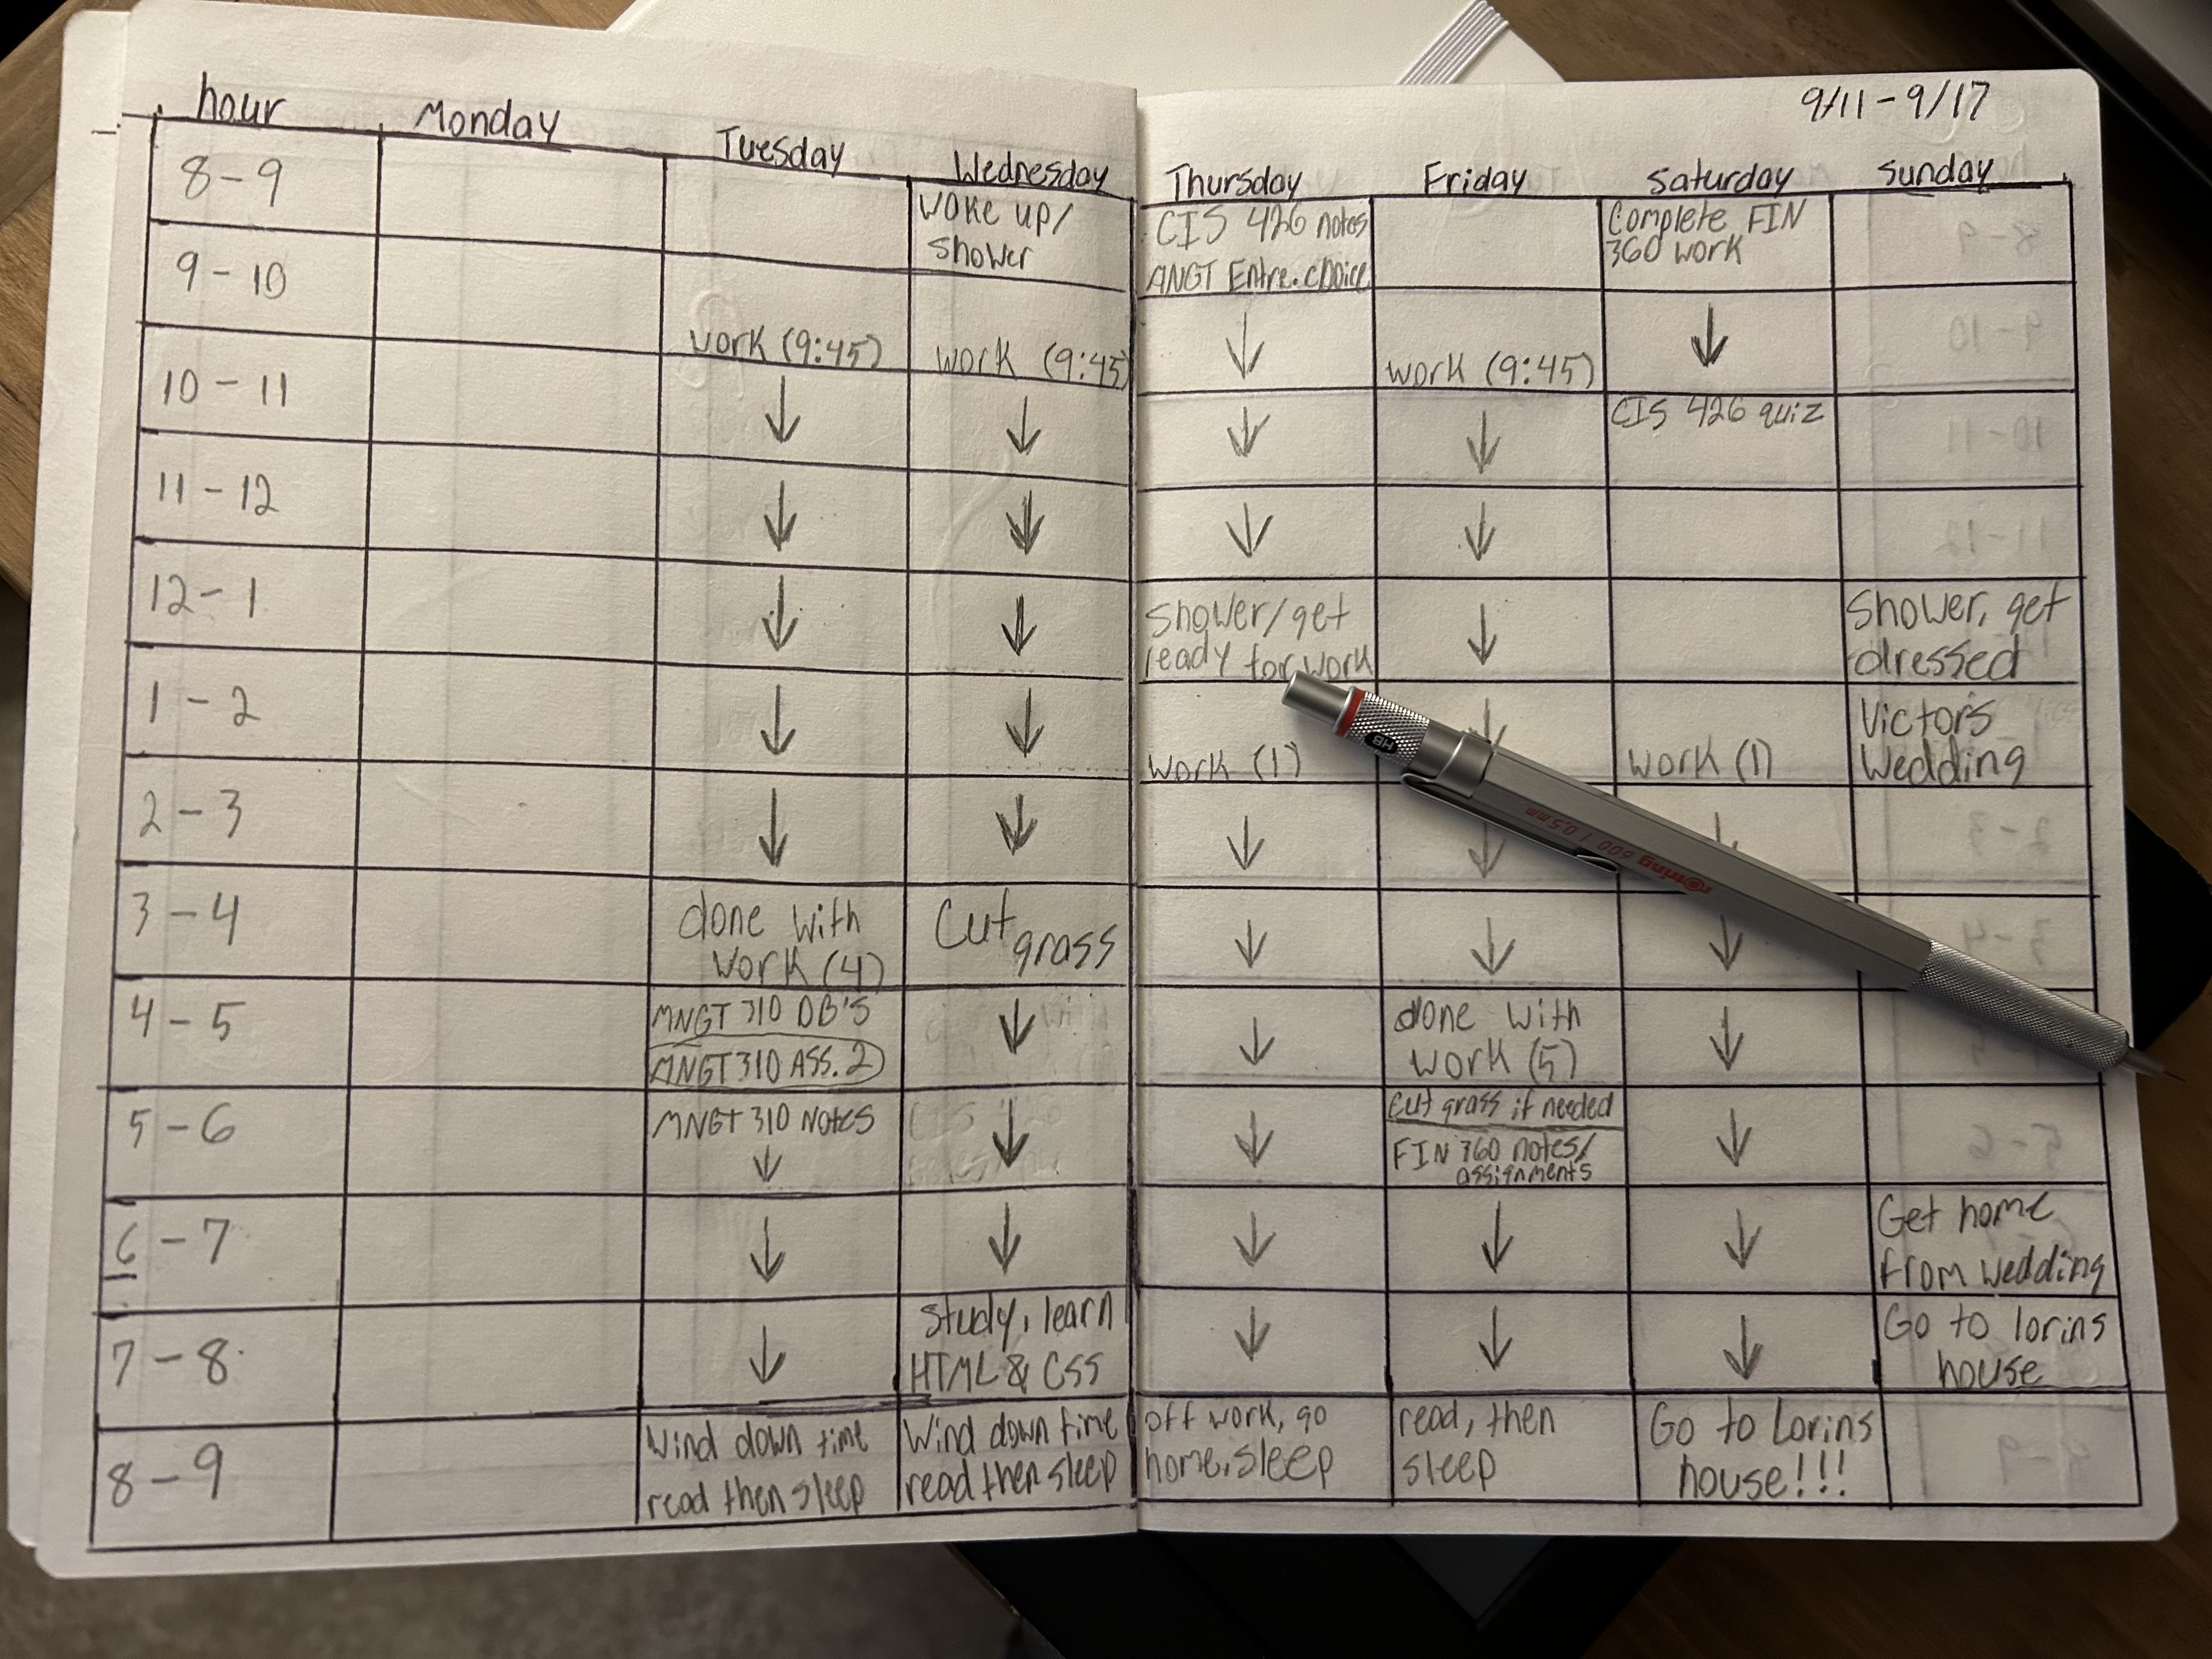 9/11 - 9/17
hour
Monday
Tuesday
Wednesday
Thursday
Friday
Saturday
Sunday
8 - 9
woke up/
shower
CIS 426 notes
MNGT Entre. choice
Complete FIN
360 work
9 - 10
work (9:45)
work (9:45)
work (9:45)
10 - 11
CIS 426 quiz
11 - 12
12 - 1
Shower/get
ready for work
Shower, get
dressed
1 - 2
work (1)
work (1)
Victors
Wedding
2 - 3
3 - 4
done with
work (4)
Cut
grass
4 - 5
MNGT 310 DB's
MNGT 310 ASS. 2
done with
work (5)
5 - 6
MNGT 310 Notes
cut grass if needed
FIN 360 notes/
assignments
6 - 7
Get home
from wedding
7 - 8
study, learn
HTML & CSS
Go to lorins
house
8 - 9
Wind down time
read then sleep
Wind down time
read then sleep
off work, go
home, sleep
read, then
sleep
Go to Lorins
house!!!
HB
rotring 600 / 0,5 mm